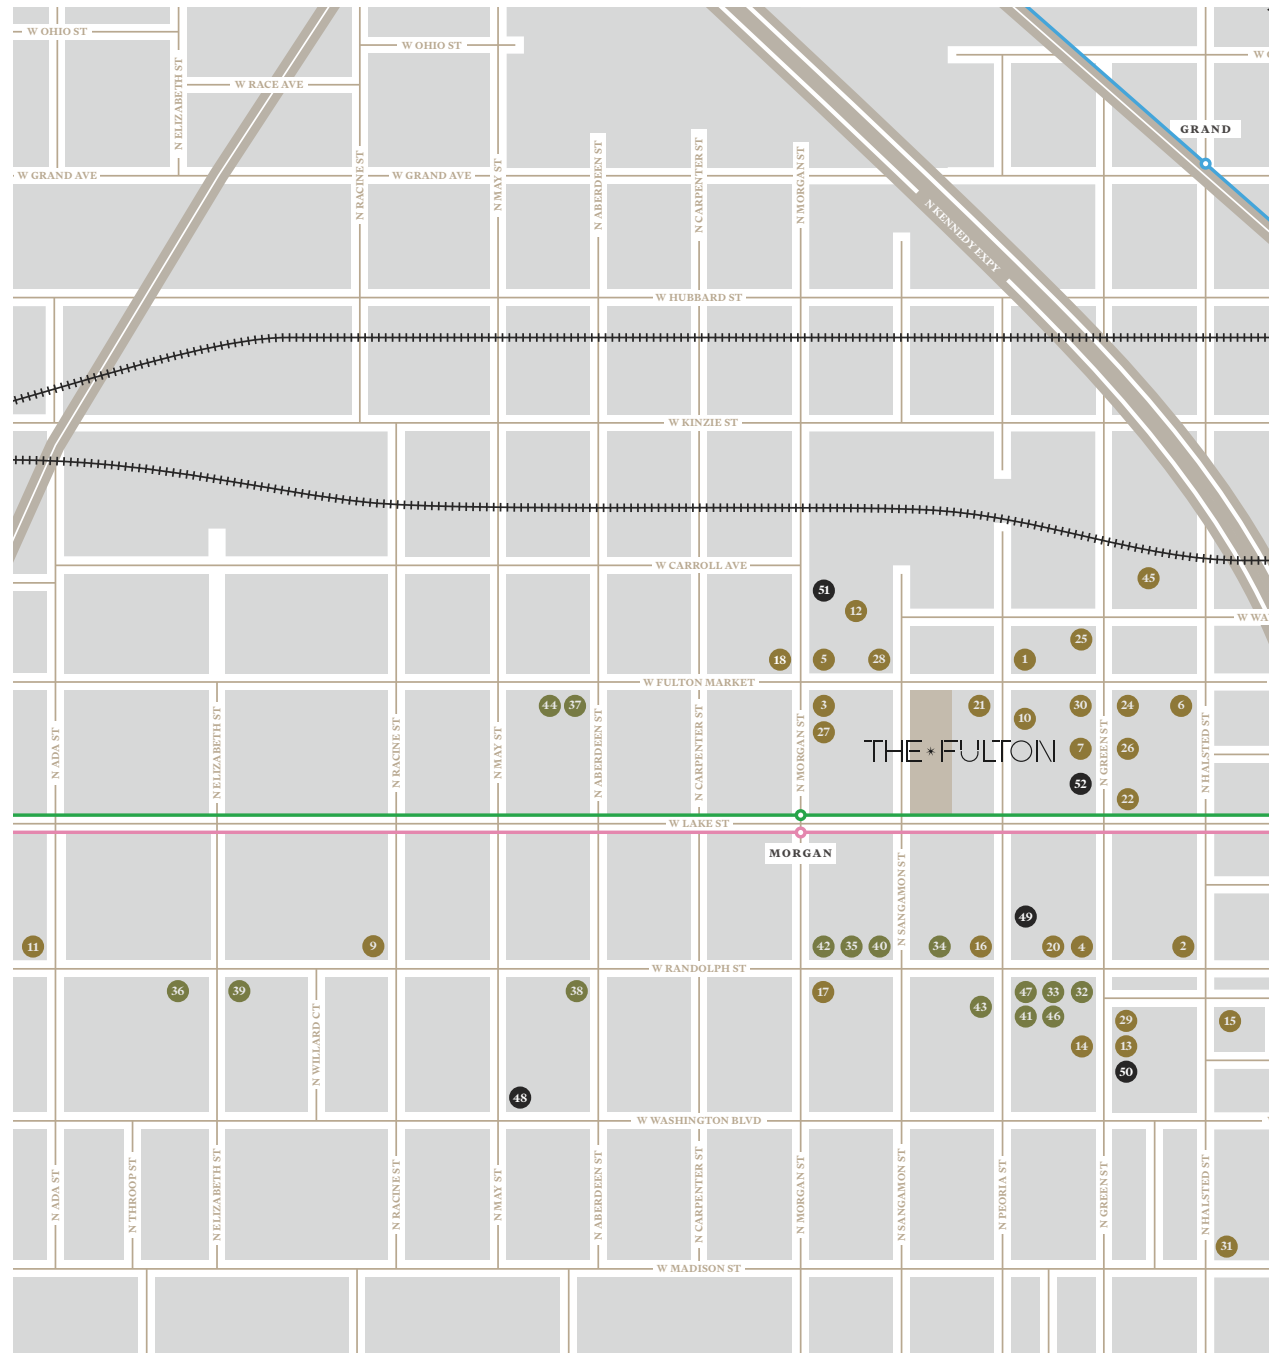 W OHIO ST
W OHIO ST
N ELIZABETH ST
W RACE AVE
GRAND
W GRAND AVE
W GRAND AVE
N RACINE ST
N MAY ST
N ABERDEEN ST
N CARPENTER ST
N MORGAN ST
N KENNEDY EXPY
W HUBBARD ST
W KINZIE ST
W CARROLL AVE
45
51
12
W WA
25
18
5
28
1
W FULTON MARKET
44
37
3
21
10
30
24
6
27
THE FULTON
7
26
52
22
N ADA ST
N ELIZABETH ST
N RACINE ST
N MAY ST
N ABERDEEN ST
N CARPENTER ST
N MORGAN ST
N GREEN ST
N HALSTED ST
W LAKE ST
MORGAN
N SANGAMON ST
49
11
9
42
35
40
34
16
20
4
2
W RANDOLPH ST
36
39
38
17
43
47
33
32
41
46
29
15
14
13
50
N WILLARD CT
48
W WASHINGTON BLVD
N ADA ST
N THROOP ST
N ELIZABETH ST
N RACINE ST
N MAY ST
N ABERDEEN ST
N CARPENTER ST
N MORGAN ST
N SANGAMON ST
N PEORIA ST
N GREEN ST
N HALSTED ST
31
W MADISON ST